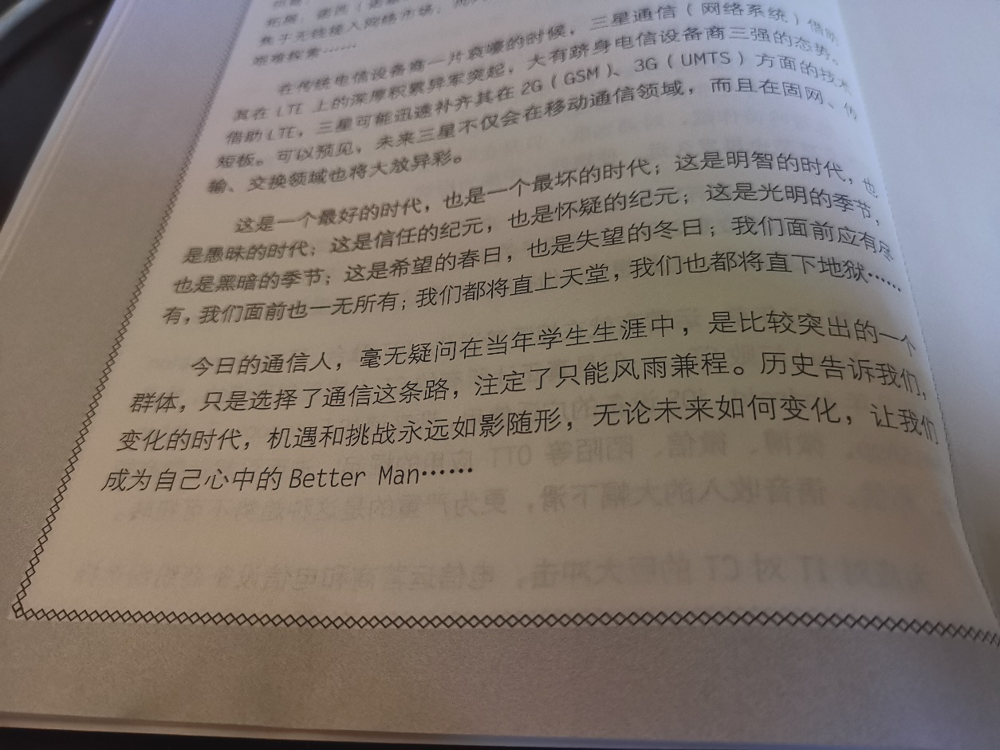 焦于无线接入网络市场；
艰难探索……
在传统电信设备商一片哀嚎的时候，三星通信（网络系统）借助
其在 LTE 上的深厚积累异军突起，大有跻身电信设备商三强的态势。
借助 LTE，三星可能迅速补齐其在 2G（GSM）、3G（UMTS）方面的技术
短板。可以预见，未来三星不仅会在移动通信领域，而且在固网、传
输、交换领域也将大放异彩。
这是一个最好的时代，也是一个最坏的时代；这是明智的时代，也
是愚昧的时代；这是信任的纪元，也是怀疑的纪元；这是光明的季节，
也是黑暗的季节；这是希望的春日，也是失望的冬日；我们面前应有尽
有，我们面前也一无所有；我们都将直上天堂，我们也都将直下地狱……
今日的通信人，毫无疑问在当年学生生涯中，是比较突出的一个
群体，只是选择了通信这条路，注定了只能风雨兼程。历史告诉我们，
变化的时代，机遇和挑战永远如影随形，无论未来如何变化，让我们
成为自己心中的 Better Man……